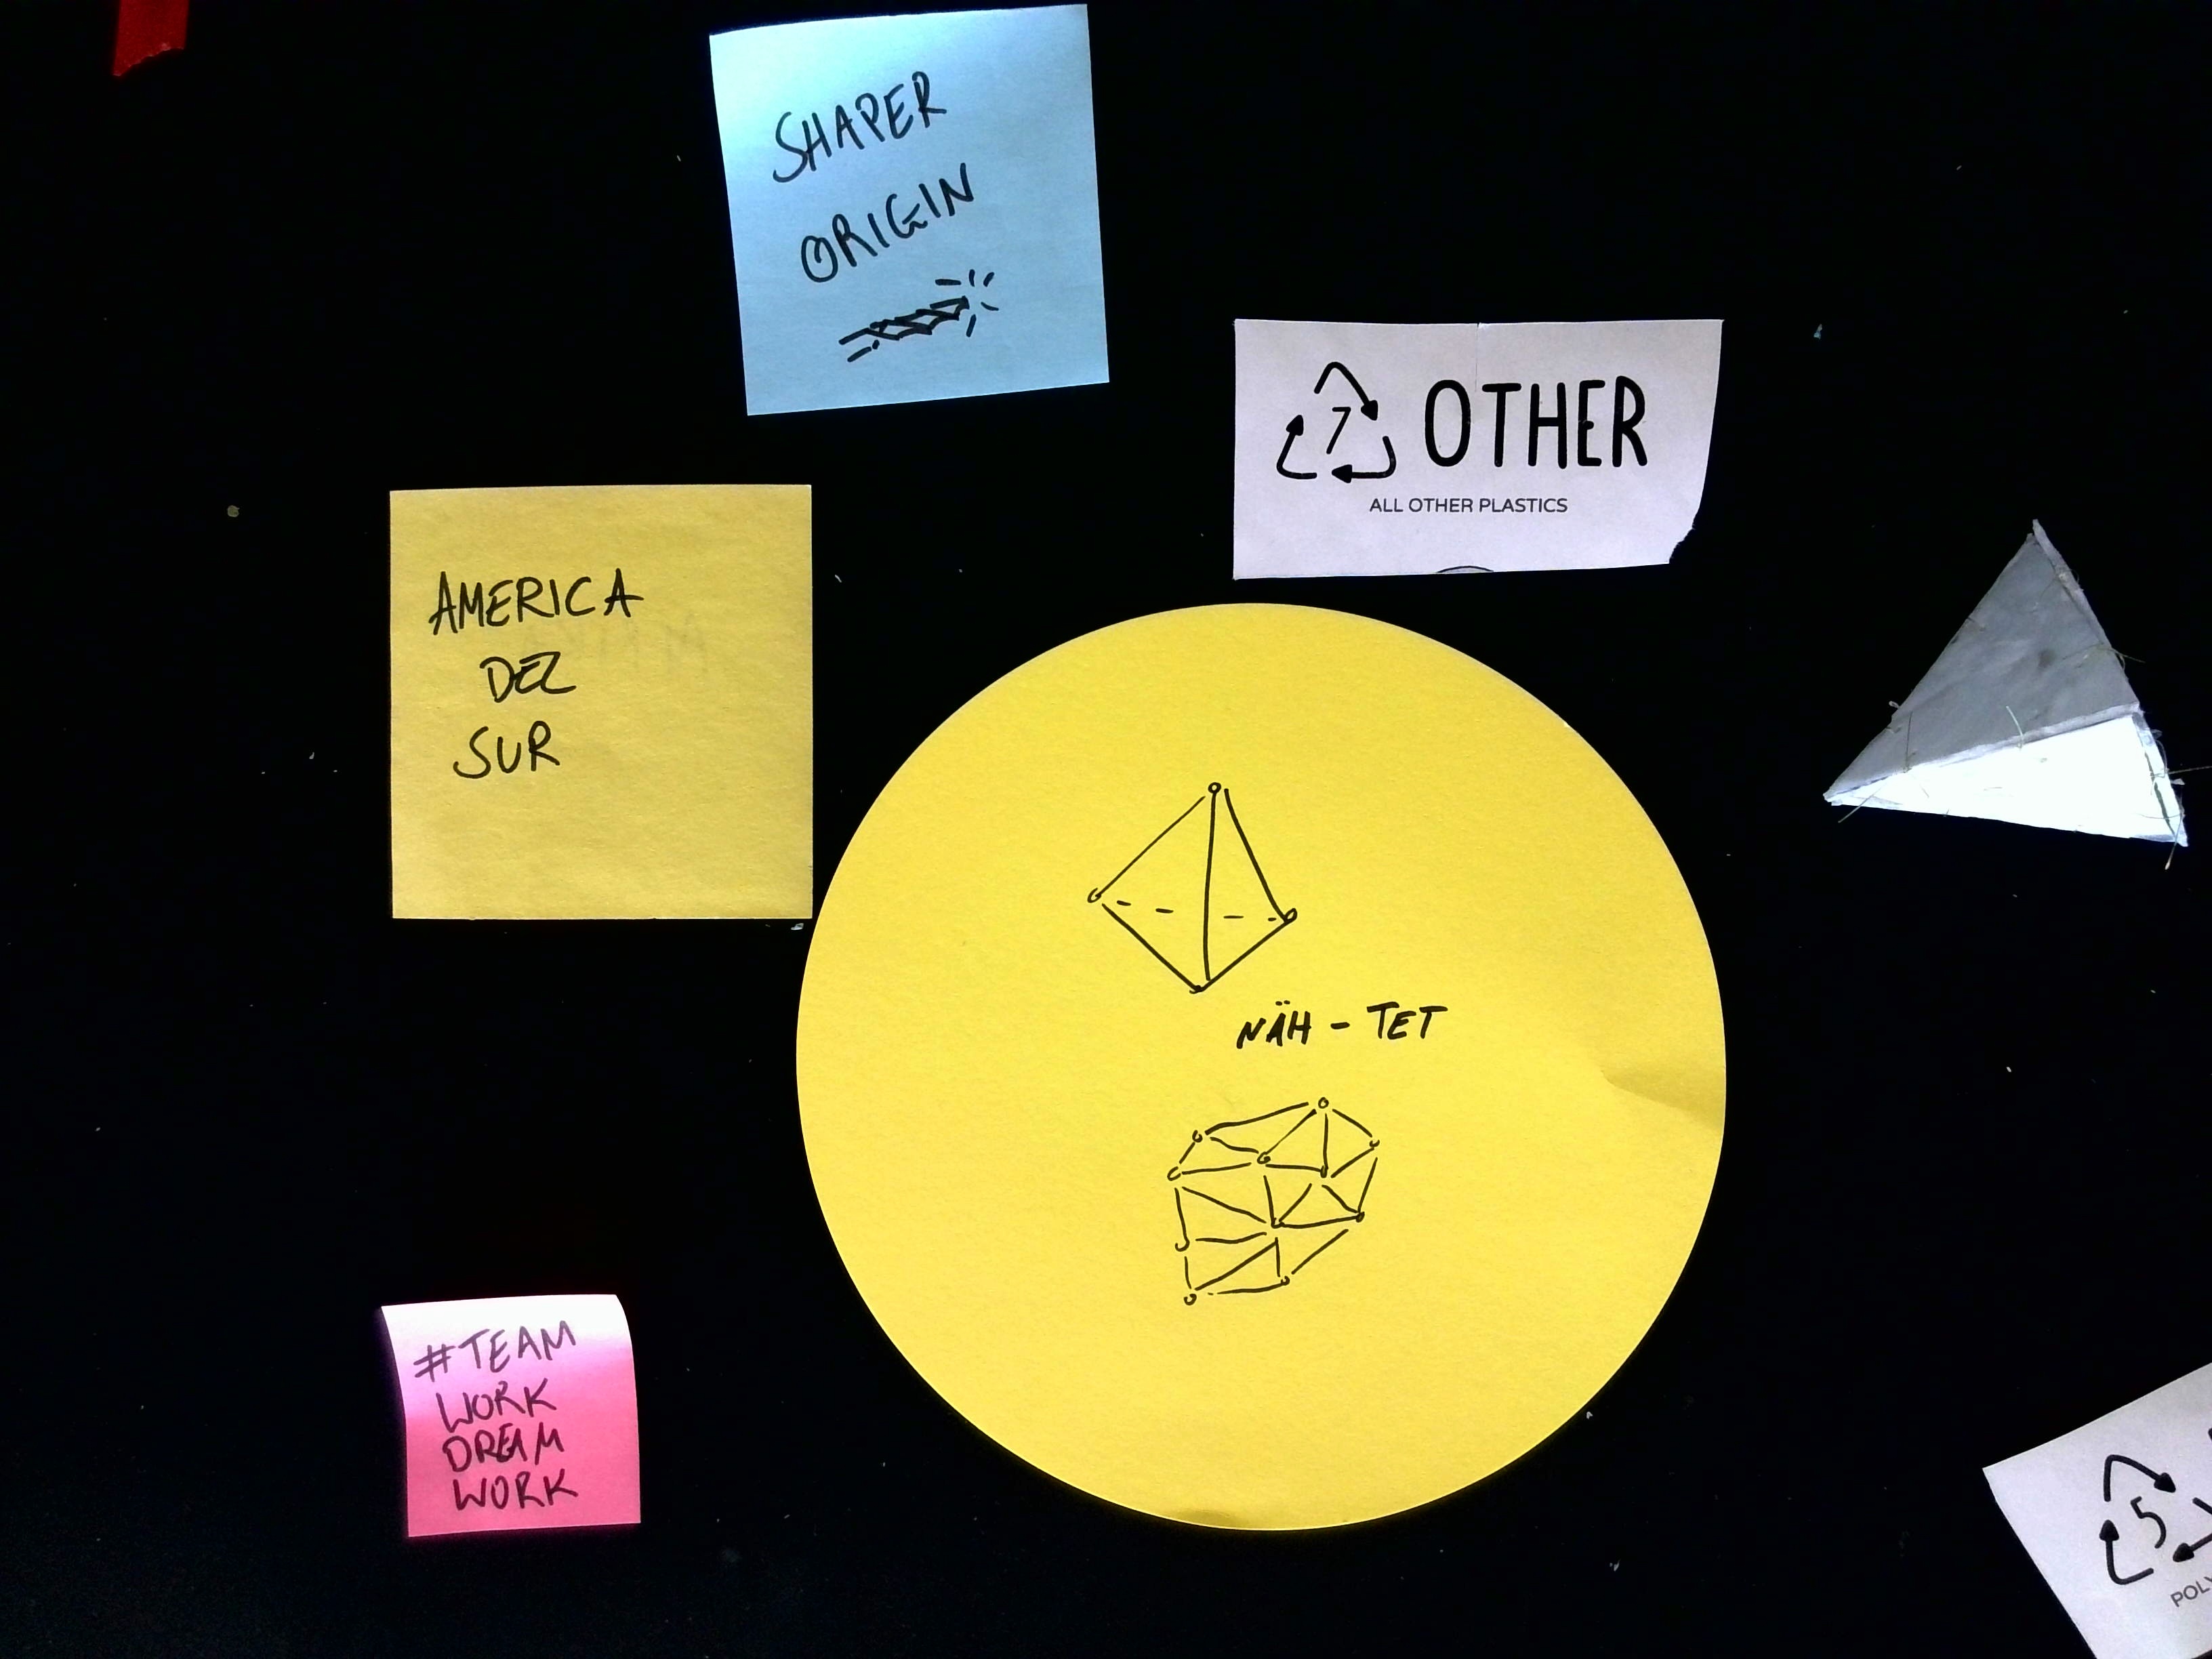 SHAPER
ORIGIN
7 OTHER
ALL OTHER PLASTICS
AMERICA
DEL
SUR
NÄH - TET
#TEAM
WORK
DREAM
WORK
5
POLY